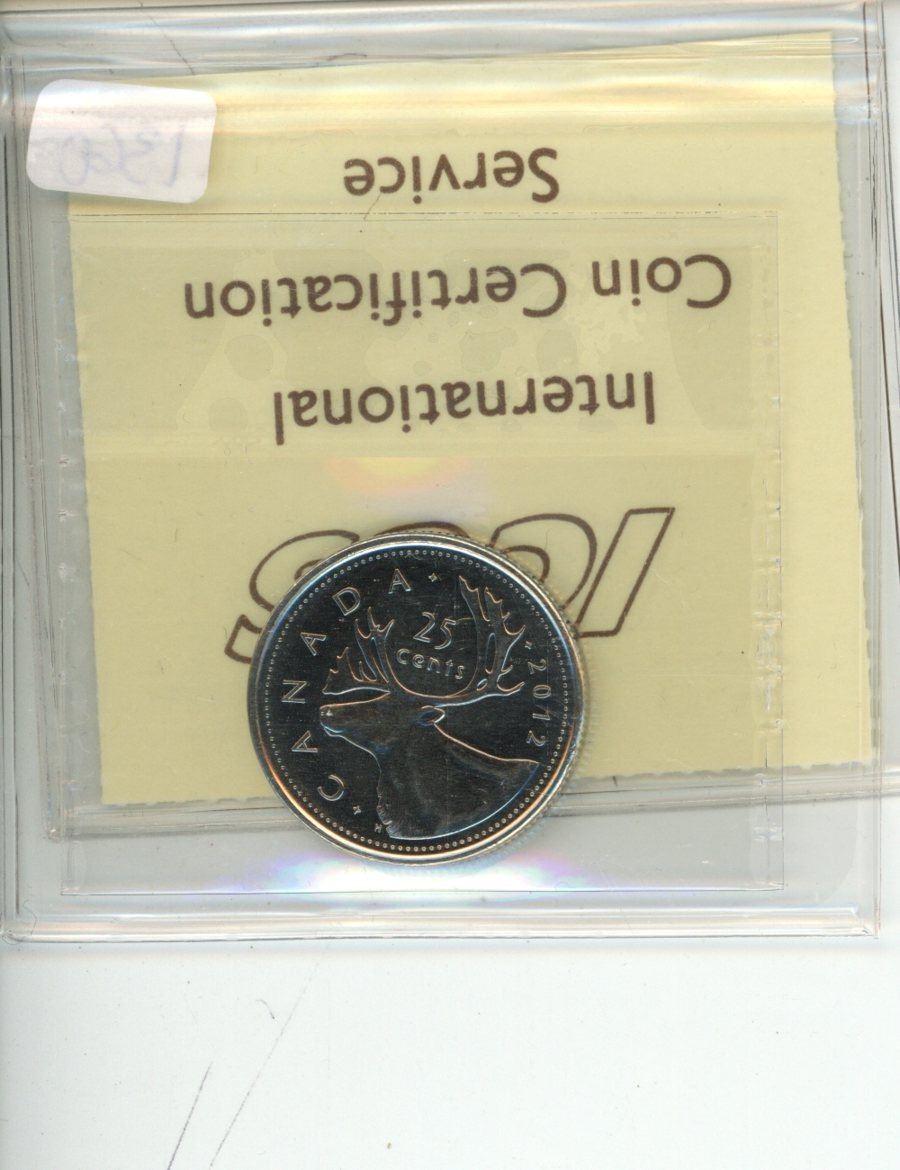 ICCS
International
Coin Certification
Service
CANADA
25
cents
2012
H